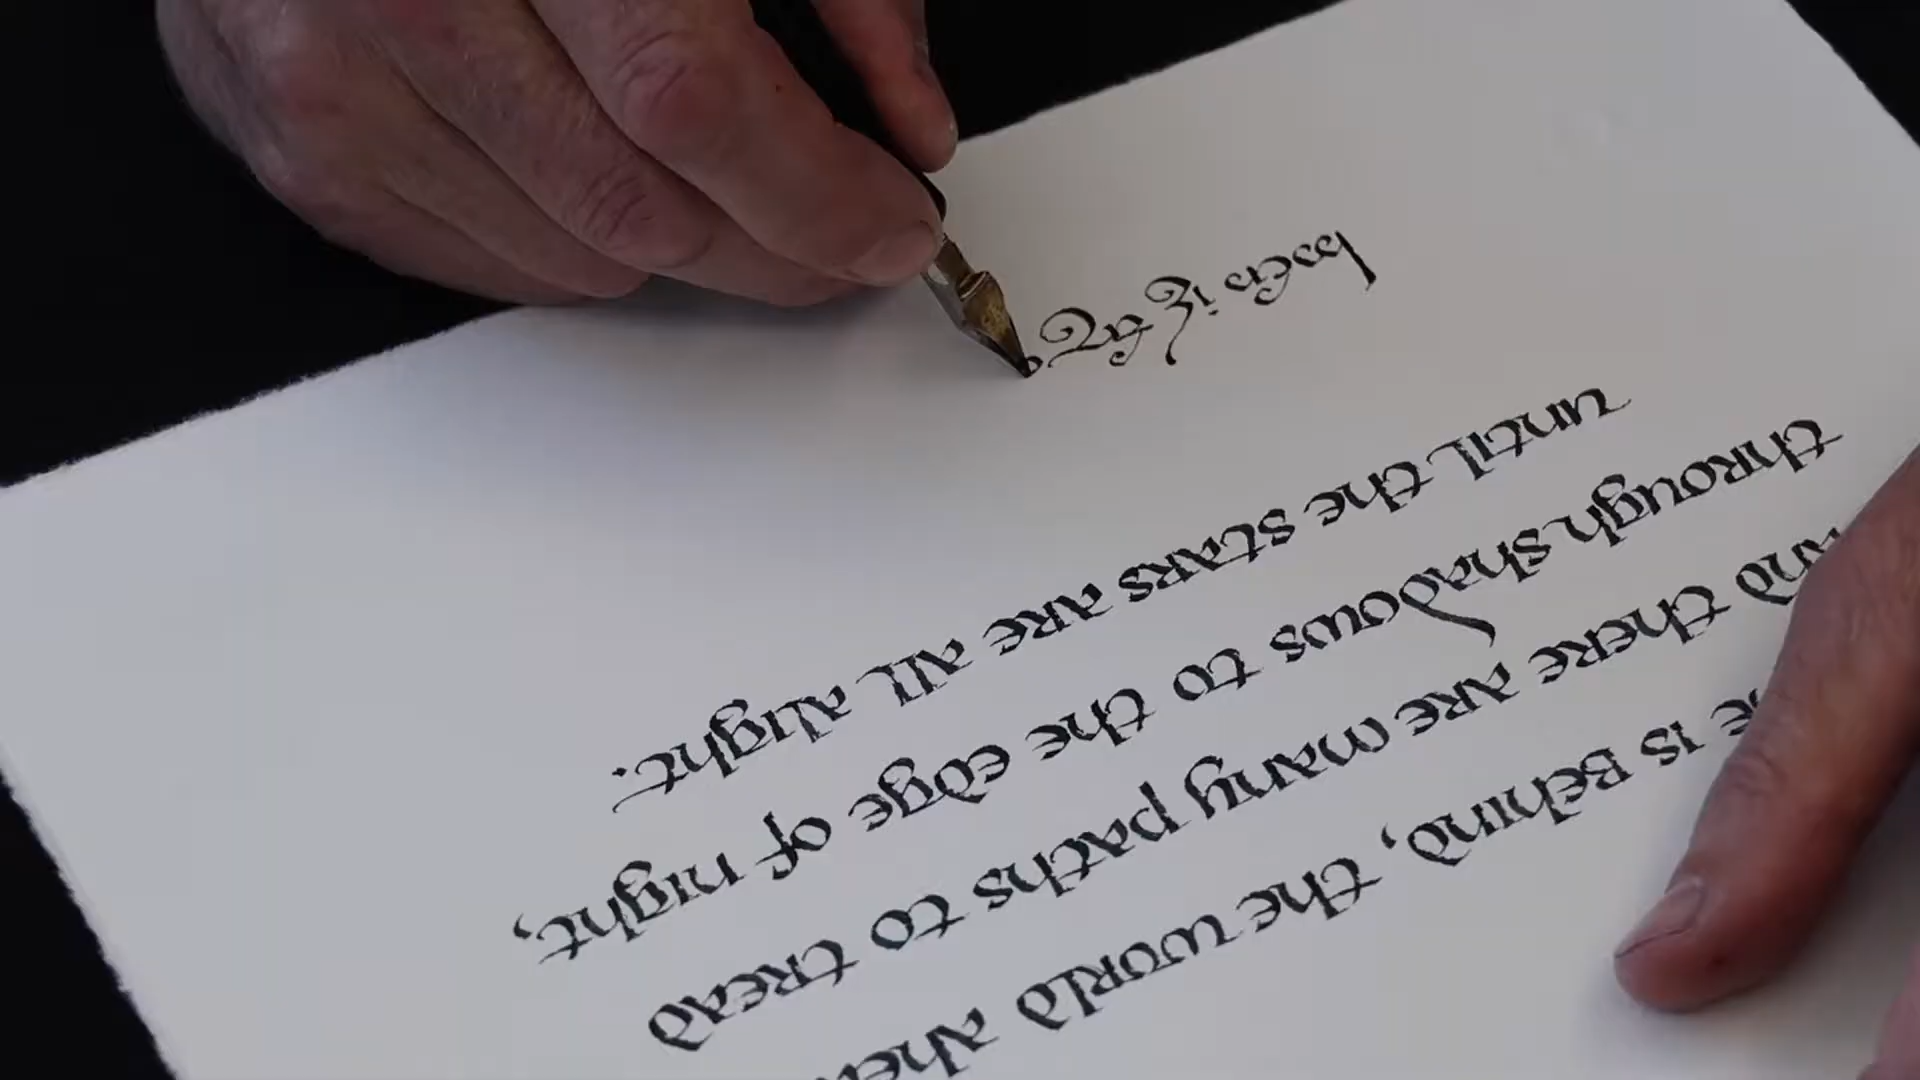 is behind, the world
and there are many paths to tread
through shadows to the edge of night,
until the stars are all alight.